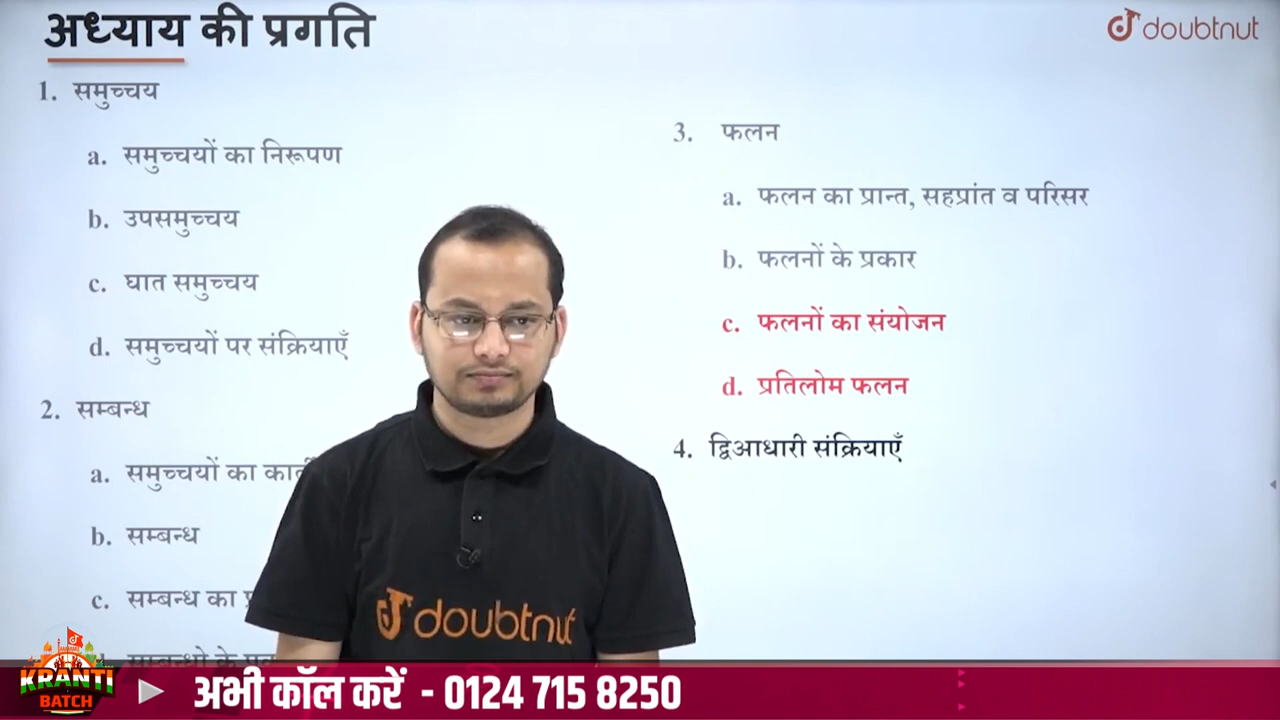 अध्याय की प्रगति
doubtnut
1. समुच्चय
a. समुच्चयों का निरूपण
b. उपसमुच्चय
c. घात समुच्चय
d. समुच्चयों पर संक्रियाएँ
2. सम्बन्ध
a. समुच्चयों का
b. सम्बन्ध
c. सम्बन्ध का
d. सम्बन्धो के
3. फलन
a. फलन का प्रान्त, सहप्रांत व परिसर
b. फलनों के प्रकार
c. फलनों का संयोजन
d. प्रतिलोम फलन
4. द्विआधारी संक्रियाएँ
doubtnut
KRANTI
BATCH
अभी कॉल करें - 0124 715 8250